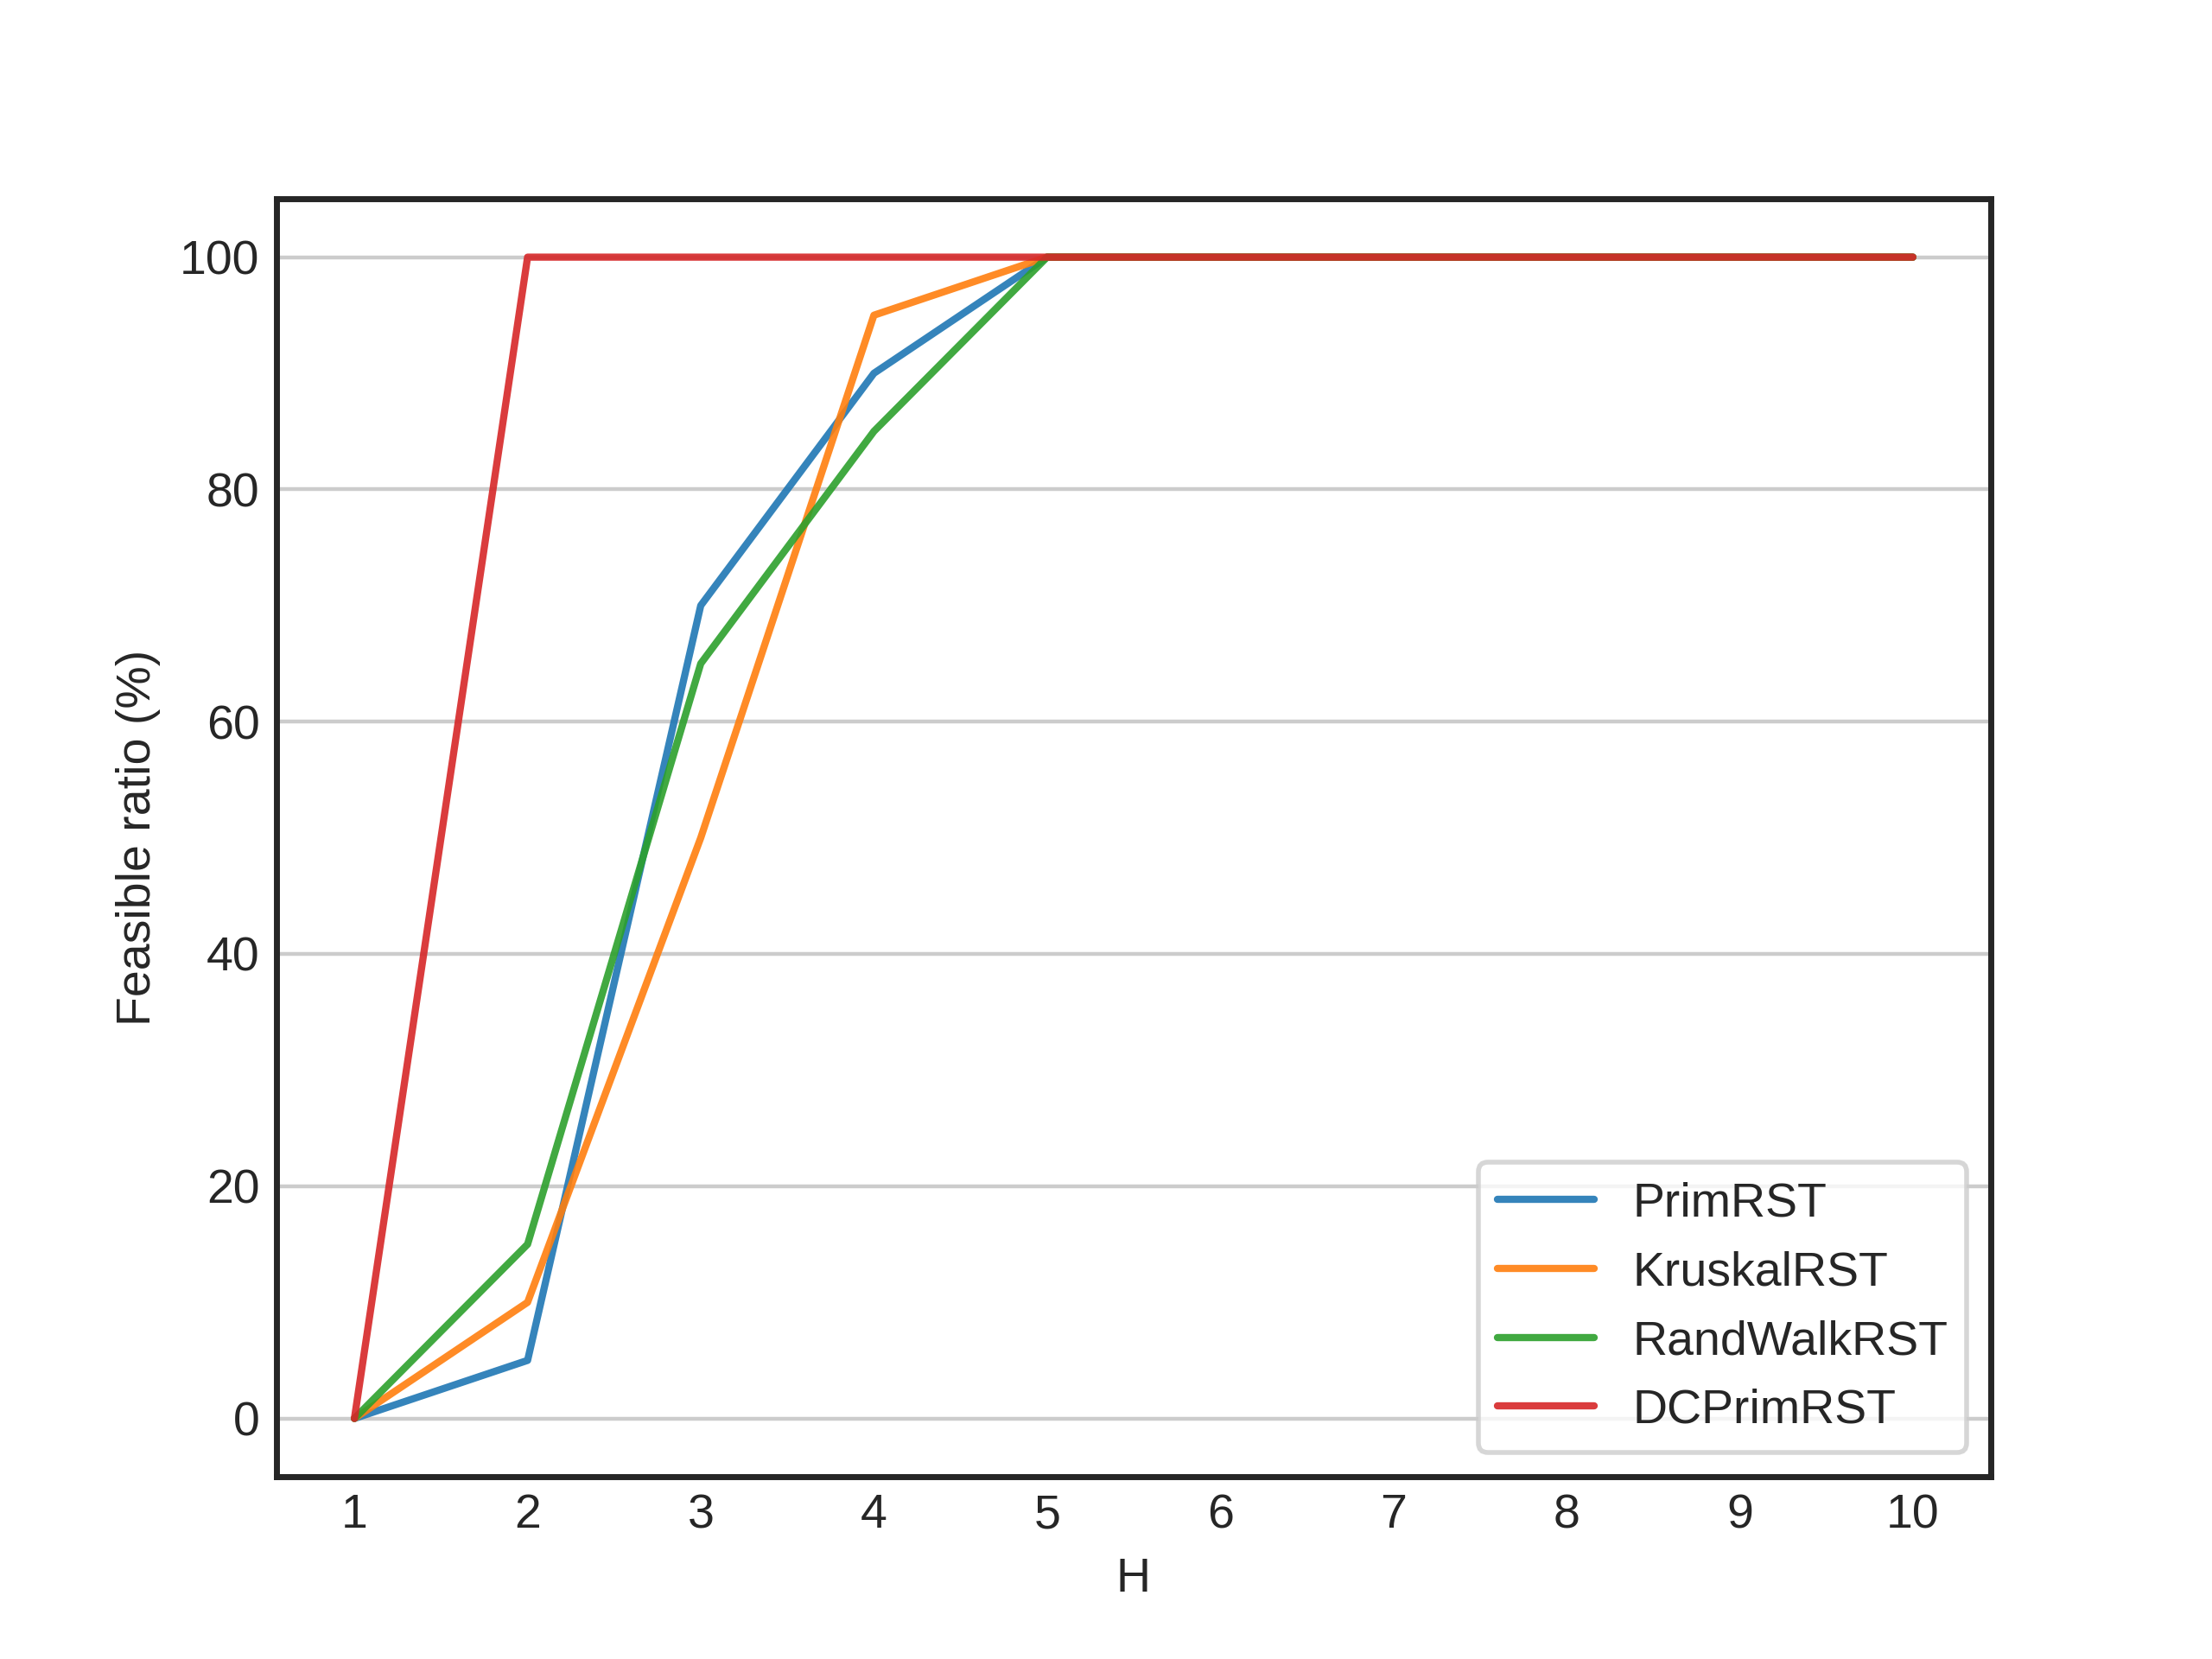 100
80
60
40
20
0
Feasible ratio (%)
1 2 3 4 5 6 7 8 9 10
H
PrimRST
KruskalRST
RandWalkRST
DCPrimRST